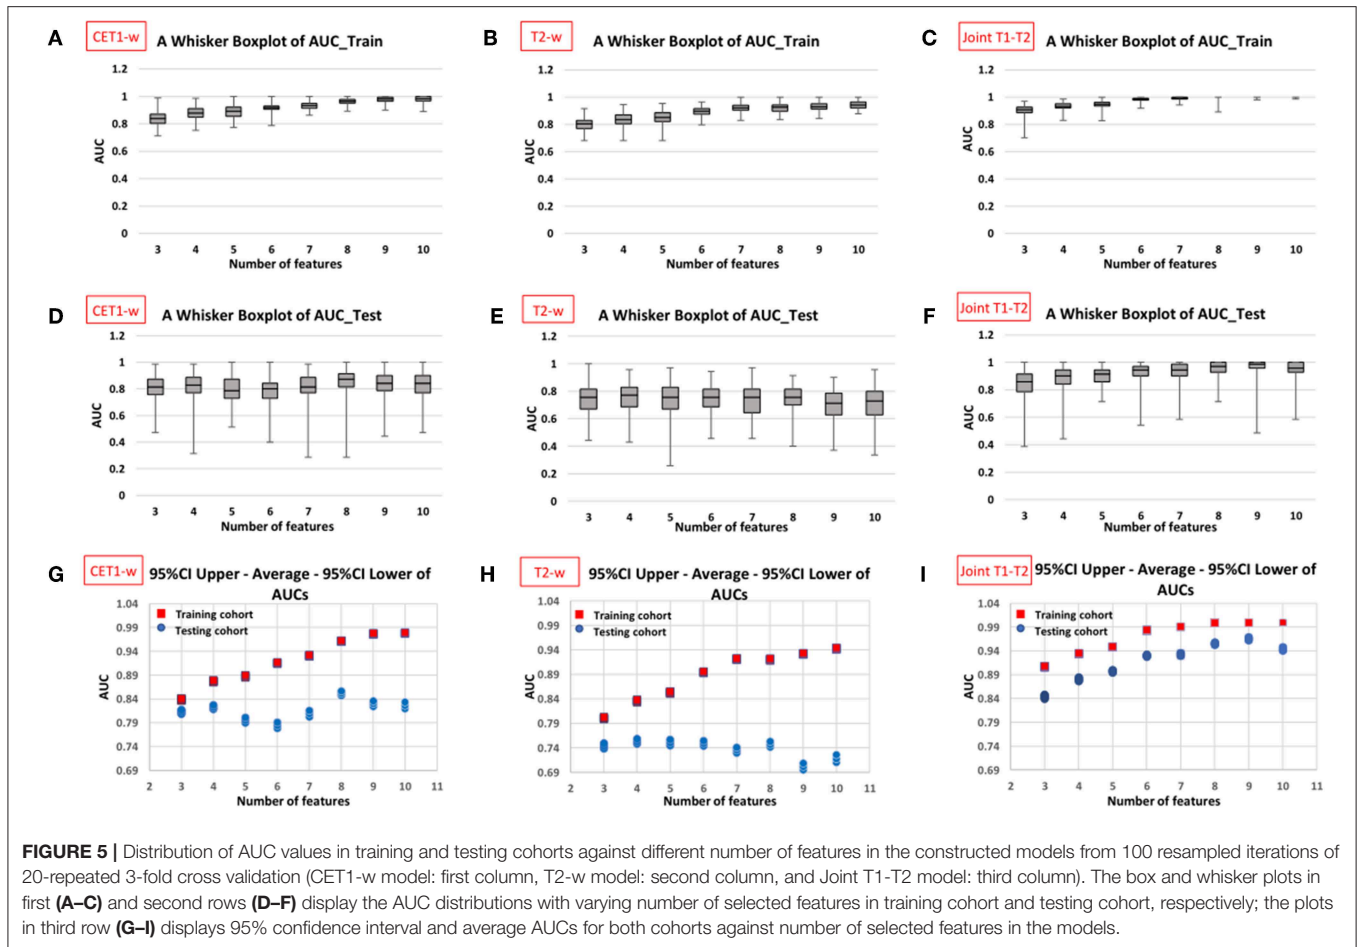 A
CET1-w
A Whisker Boxplot of AUC_Train
AUC
1.2
1
0.8
0.6
0.4
0.2
0
3 4 5 6 7 8 9 10
Number of features
B
T2-w
A Whisker Boxplot of AUC_Train
AUC
1.2
1
0.8
0.6
0.4
0.2
0
3 4 5 6 7 8 9 10
Number of features
C
Joint T1-T2
A Whisker Boxplot of AUC_Train
AUC
1.2
1
0.8
0.6
0.4
0.2
0
3 4 5 6 7 8 9 10
Number of features
D
CET1-w
A Whisker Boxplot of AUC_Test
AUC
1.2
1
0.8
0.6
0.4
0.2
0
3 4 5 6 7 8 9 10
Number of features
E
T2-w
A Whisker Boxplot of AUC_Test
AUC
1.2
1
0.8
0.6
0.4
0.2
0
3 4 5 6 7 8 9 10
Number of features
F
Joint T1-T2
A Whisker Boxplot of AUC_Test
AUC
1.2
1
0.8
0.6
0.4
0.2
0
3 4 5 6 7 8 9 10
Number of features
G
CET1-w
95%CI Upper - Average - 95%CI Lower of
AUCs
Training cohort
Testing cohort
AUC
1.04
0.99
0.94
0.89
0.84
0.79
0.74
0.69
2 3 4 5 6 7 8 9 10 11
Number of features
H
T2-w
95%CI Upper - Average - 95%CI Lower of
AUCs
Training cohort
Testing cohort
AUC
1.04
0.99
0.94
0.89
0.84
0.79
0.74
0.69
2 3 4 5 6 7 8 9 10 11
Number of features
I
Joint T1-T2
95%CI Upper - Average - 95%CI Lower of
AUCs
Training cohort
Testing cohort
AUC
1.04
0.99
0.94
0.89
0.84
0.79
0.74
0.69
2 3 4 5 6 7 8 9 10 11
Number of features
FIGURE 5 | Distribution of AUC values in training and testing cohorts against different number of features in the constructed models from 100 resampled iterations of
20-repeated 3-fold cross validation (CET1-w model: first column, T2-w model: second column, and Joint T1-T2 model: third column). The box and whisker plots in
first (A–C) and second rows (D–F) display the AUC distributions with varying number of selected features in training cohort and testing cohort, respectively; the plots
in third row (G–I) displays 95% confidence interval and average AUCs for both cohorts against number of selected features in the models.